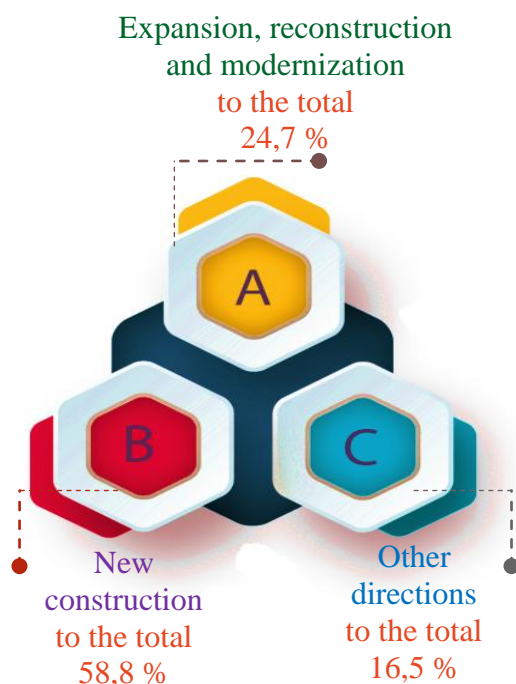 Expansion, reconstruction
and modernization
to the total
24,7 %
A
B
C
New
construction
to the total
58,8 %
Other
directions
to the total
16,5 %